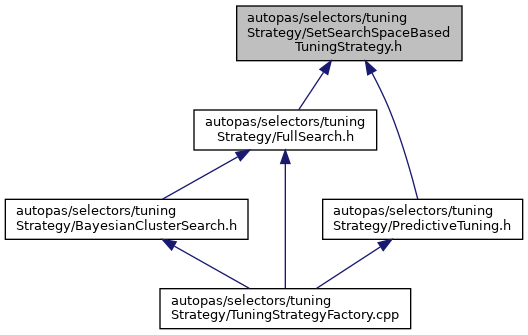 autopas/selectors/tuning
Strategy/SetSearchSpaceBased
TuningStrategy.h
autopas/selectors/tuning
Strategy/FullSearch.h
autopas/selectors/tuning
Strategy/BayesianClusterSearch.h
autopas/selectors/tuning
Strategy/PredictiveTuning.h
autopas/selectors/tuning
Strategy/TuningStrategyFactory.cpp